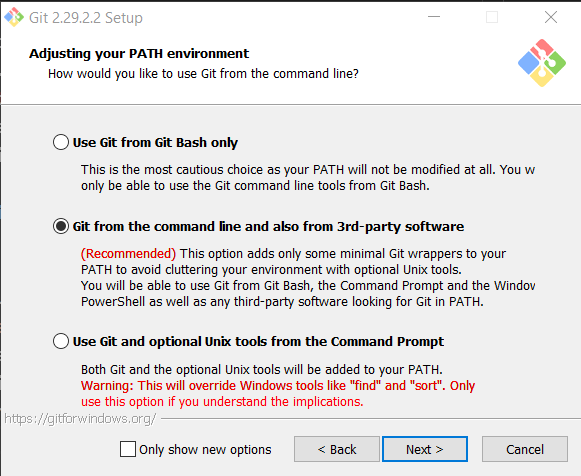 Git 2.29.2.2 Setup
Adjusting your PATH environment
How would you like to use Git from the command line?
Use Git from Git Bash only
This is the most cautious choice as your PATH will not be modified at all. You w
only be able to use the Git command line tools from Git Bash.
Git from the command line and also from 3rd-party software
(Recommended) This option adds only some minimal Git wrappers to your
PATH to avoid cluttering your environment with optional Unix tools.
You will be able to use Git from Git Bash, the Command Prompt and the Window
PowerShell as well as any third-party software looking for Git in PATH.
Use Git and optional Unix tools from the Command Prompt
Both Git and the optional Unix tools will be added to your PATH.
Warning: This will override Windows tools like "find" and "sort". Only
use this option if you understand the implications.
https://gitforwindows.org/
Only show new options
< Back
Next >
Cancel